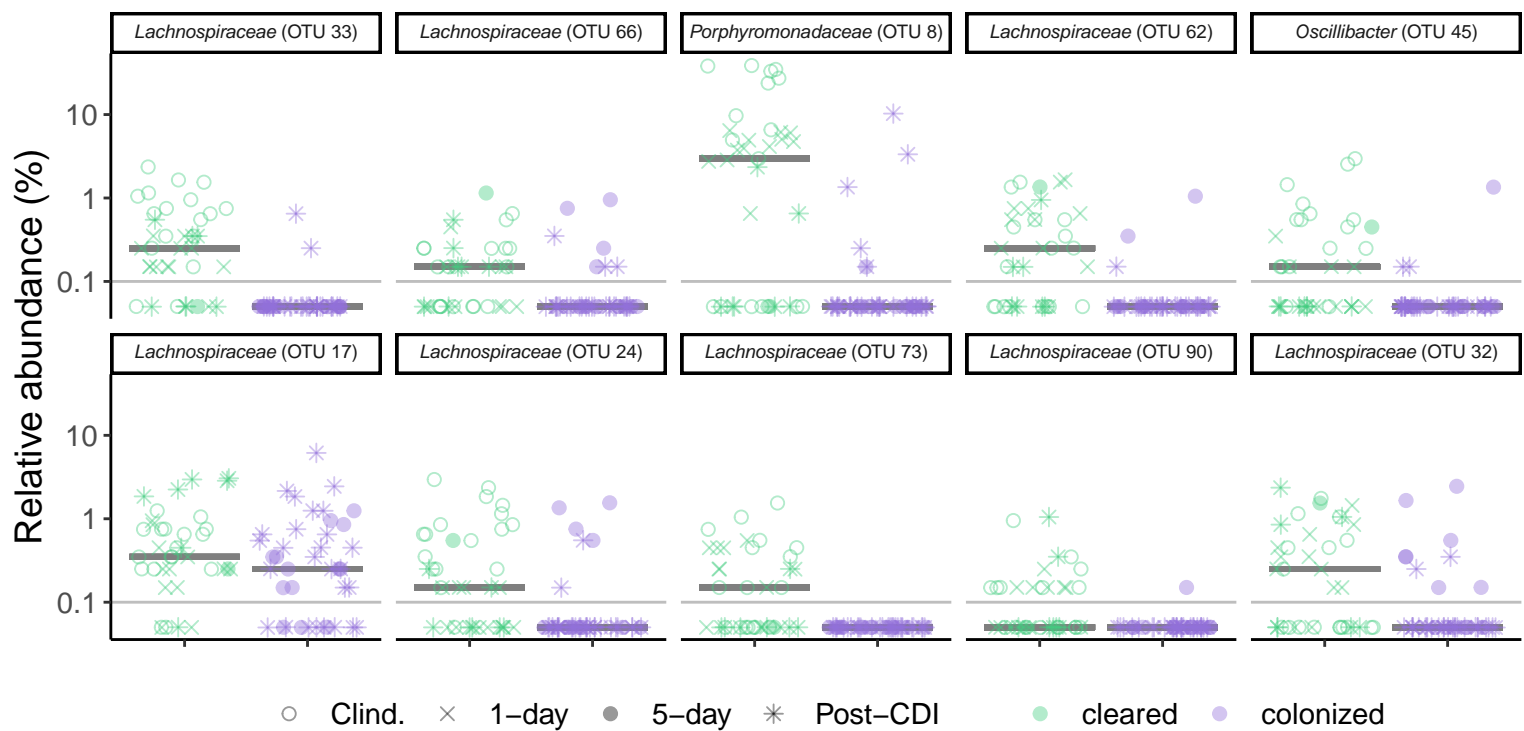 Lachnospiraceae (OTU 33) Lachnospiraceae (OTU 66) Porphyromonadaceae (OTU 8) Lachnospiraceae (OTU 62) Oscillibacter (OTU 45)
10
1
0.1
Lachnospiraceae (OTU 17) Lachnospiraceae (OTU 24) Lachnospiraceae (OTU 73) Lachnospiraceae (OTU 90) Lachnospiraceae (OTU 32)
10
1
0.1
Relative abundance (%)
Clind. 1−day 5−day Post−CDI cleared colonized